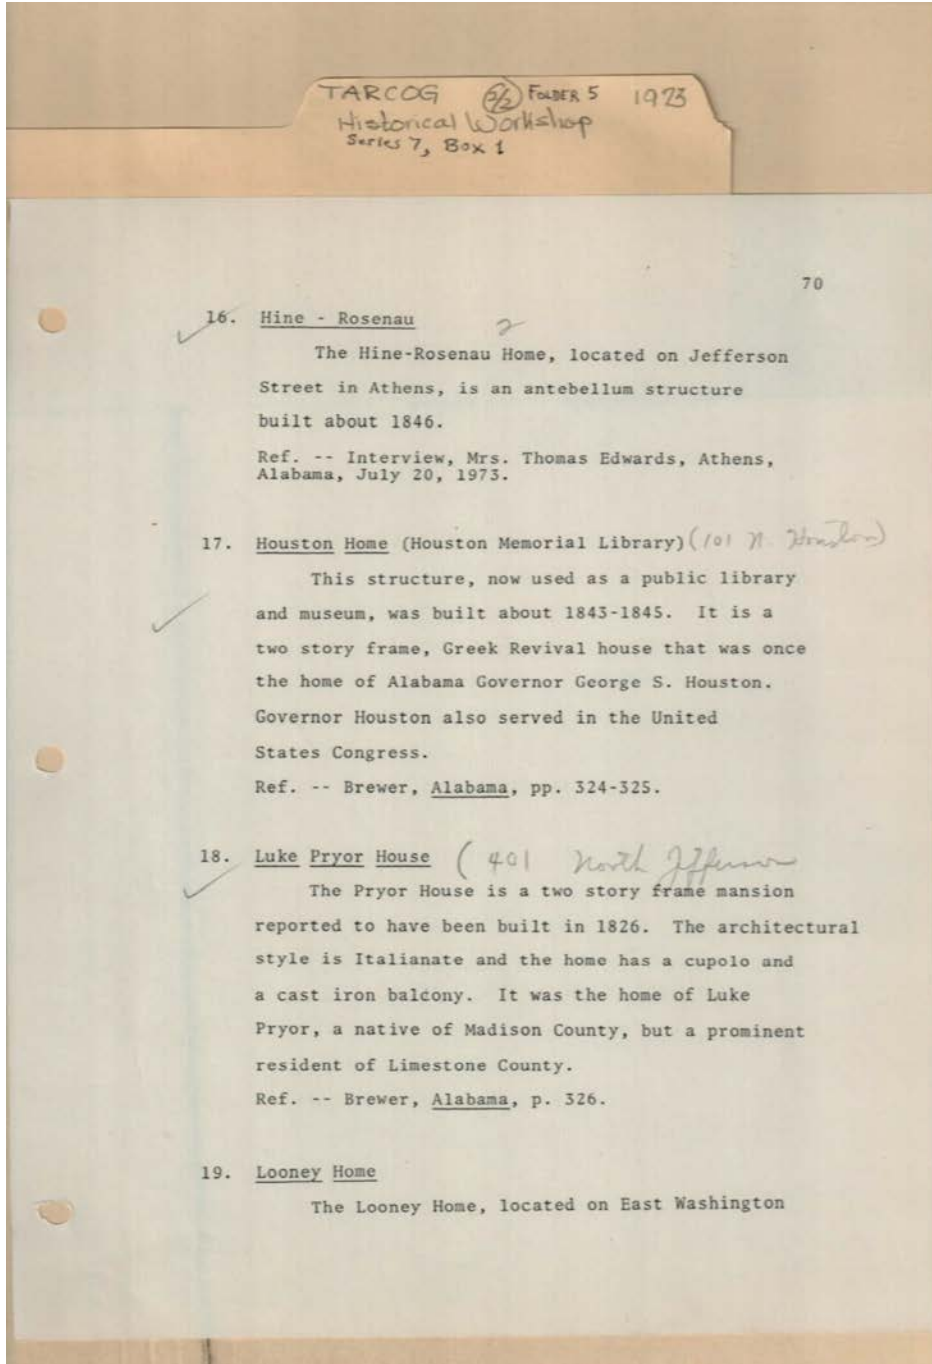 TARCOG 2/2 FOLDER 5 1973
Historical Workshop
Series 7, Box 1
70
16. Hine - Rosenau 2
The Hine-Rosenau Home, located on Jefferson
Street in Athens, is an antebellum structure
built about 1846.
Ref. -- Interview, Mrs. Thomas Edwards, Athens,
Alabama, July 20, 1973.
17. Houston Home (Houston Memorial Library) (101 N. Houston)
This structure, now used as a public library
and museum, was built about 1843-1845. It is a
two story frame, Greek Revival house that was once
the home of Alabama Governor George S. Houston.
Governor Houston also served in the United
States Congress.
Ref. -- Brewer, Alabama, pp. 324-325.
18. Luke Pryor House ( 401 North Jefferson
The Pryor House is a two story frame mansion
reported to have been built in 1826. The architectural
style is Italianate and the home has a cupolo and
a cast iron balcony. It was the home of Luke
Pryor, a native of Madison County, but a prominent
resident of Limestone County.
Ref. -- Brewer, Alabama, p. 326.
19. Looney Home
The Looney Home, located on East Washington